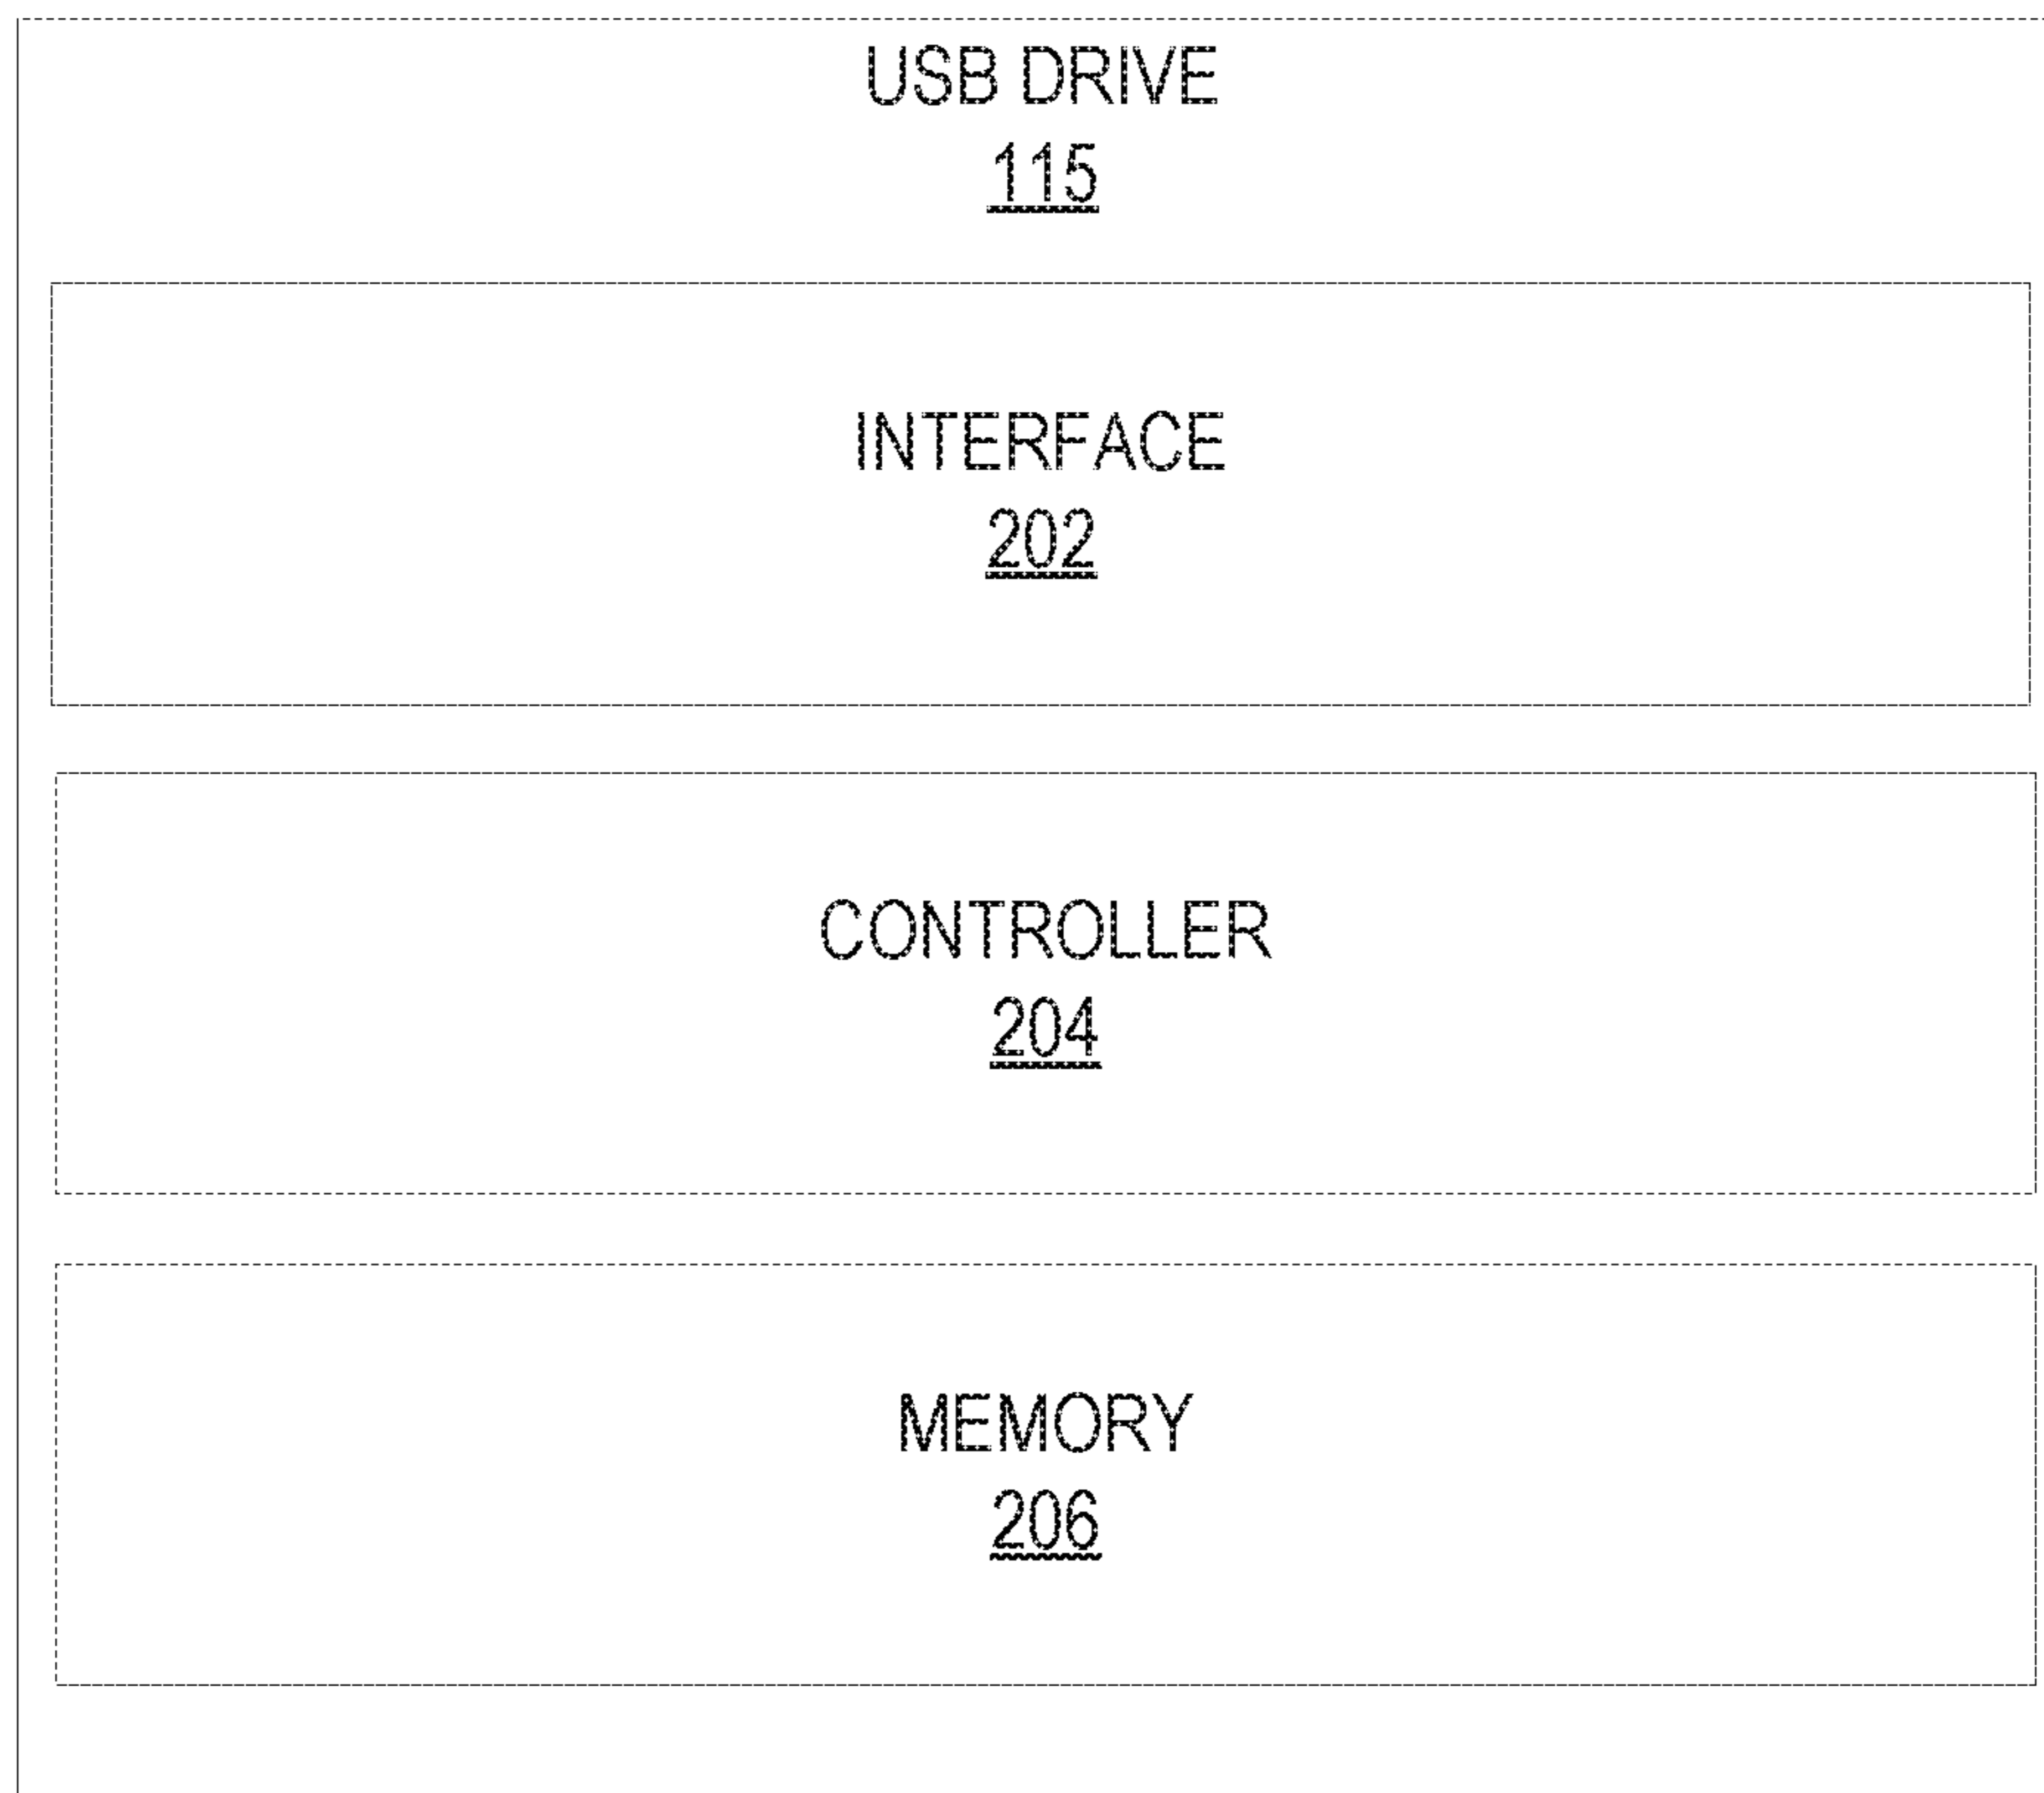 USB DRIVE
115
INTERFACE
202
CONTROLLER
204
MEMORY
206